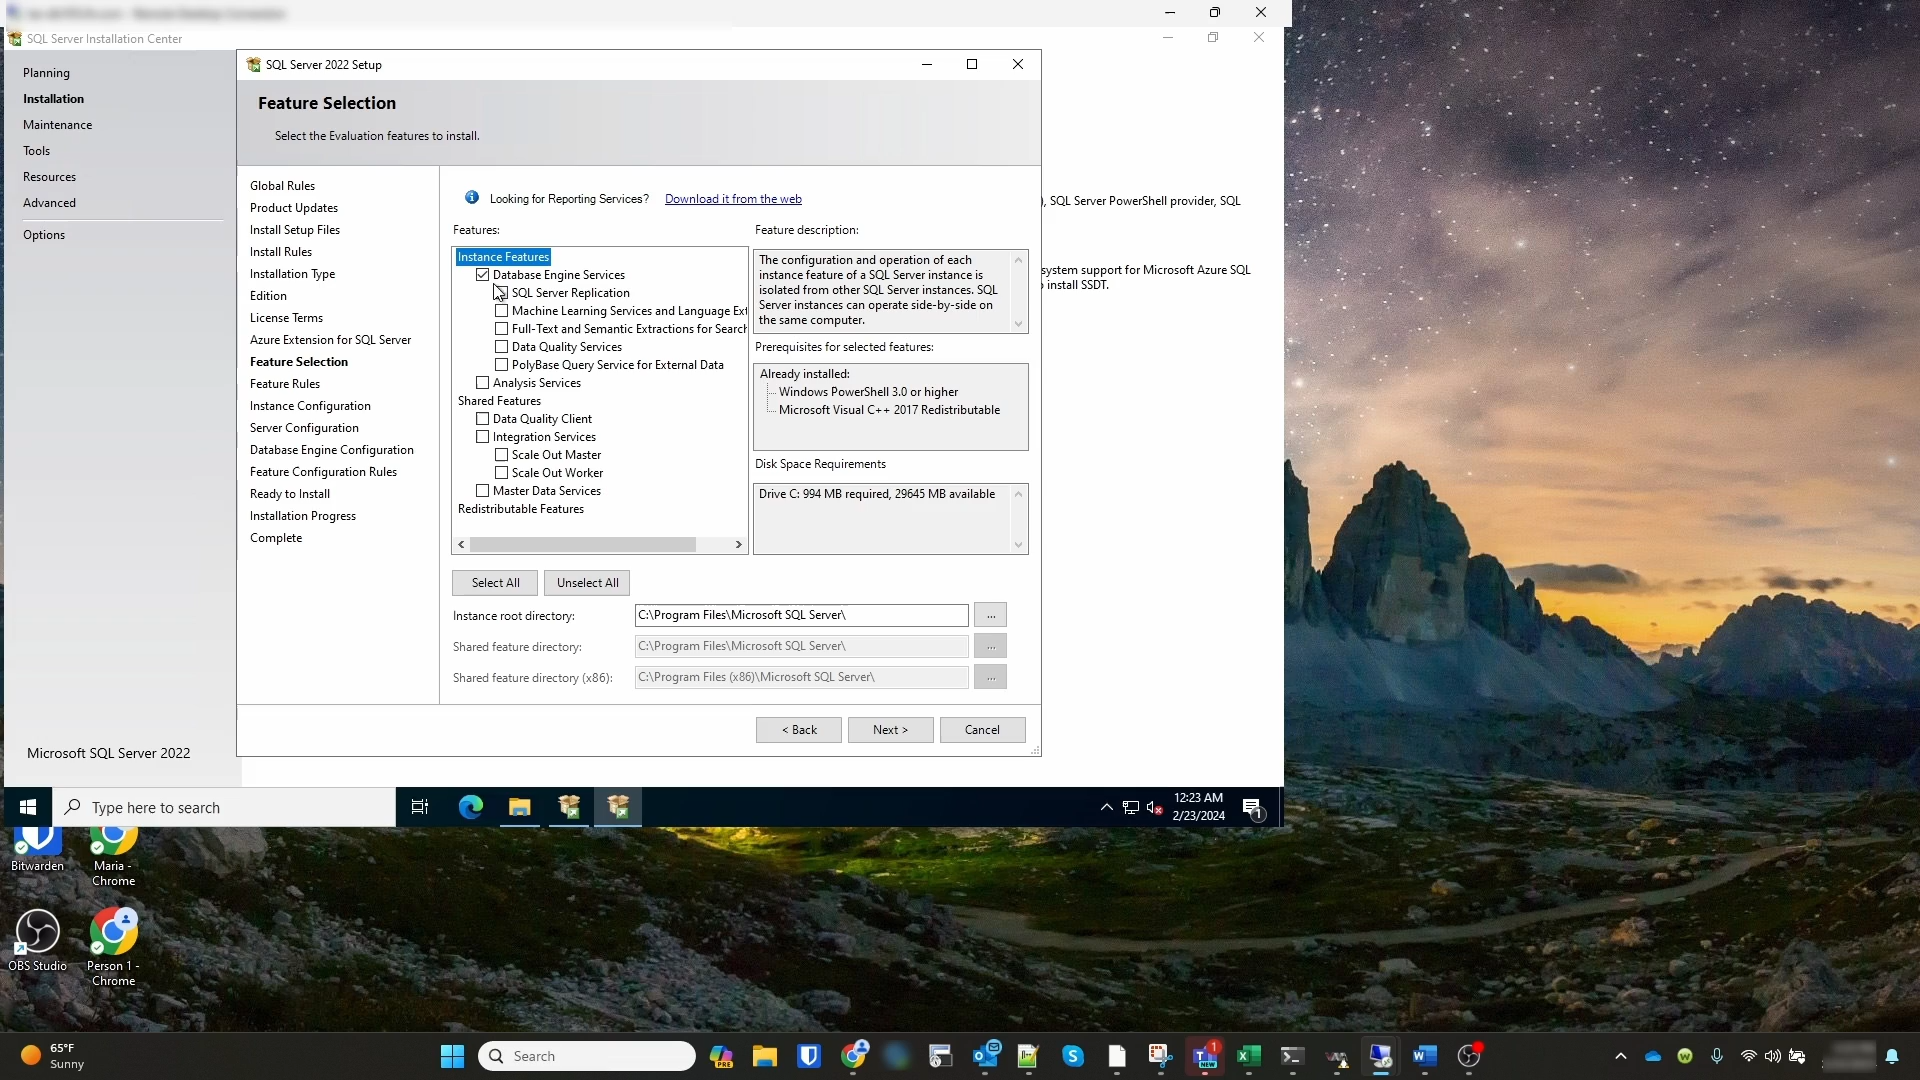 SQL Server Installation Center
Planning
Installation
Maintenance
Tools
Resources
Advanced
Options
Microsoft SQL Server 2022
SQL Server 2022 Setup
Feature Selection
Select the Evaluation features to install.
Global Rules
Product Updates
Install Setup Files
Install Rules
Installation Type
Edition
License Terms
Azure Extension for SQL Server
Feature Selection
Feature Rules
Instance Configuration
Server Configuration
Database Engine Configuration
Feature Configuration Rules
Ready to Install
Installation Progress
Complete
Looking for Reporting Services? Download it from the web
Features:
Instance Features
Database Engine Services
SQL Server Replication
Machine Learning Services and Language Ext
Full-Text and Semantic Extractions for Search
Data Quality Services
PolyBase Query Service for External Data
Analysis Services
Shared Features
Data Quality Client
Integration Services
Scale Out Master
Scale Out Worker
Master Data Services
Redistributable Features
Feature description:
The configuration and operation of each
instance feature of a SQL Server instance is
isolated from other SQL Server instances. SQL
Server instances can operate side-by-side on
the same computer.
Prerequisites for selected features:
Already installed:
Windows PowerShell 3.0 or higher
Microsoft Visual C++ 2017 Redistributable
Disk Space Requirements
Drive C: 994 MB required, 29645 MB available
Select All
Unselect All
Instance root directory: C:\Program Files\Microsoft SQL Server\ ...
Shared feature directory: C:\Program Files\Microsoft SQL Server\ ...
Shared feature directory (x86): C:\Program Files (x86)\Microsoft SQL Server\ ...
< Back
Next >
Cancel
), SQL Server PowerShell provider, SQL
system support for Microsoft Azure SQL
install SSDT.
Type here to search
12:23 AM
2/23/2024
1
Bitwarden
Maria -
Chrome
OBS Studio
Person 1 -
Chrome
65°F
Sunny
Search
PRE
1
NEW